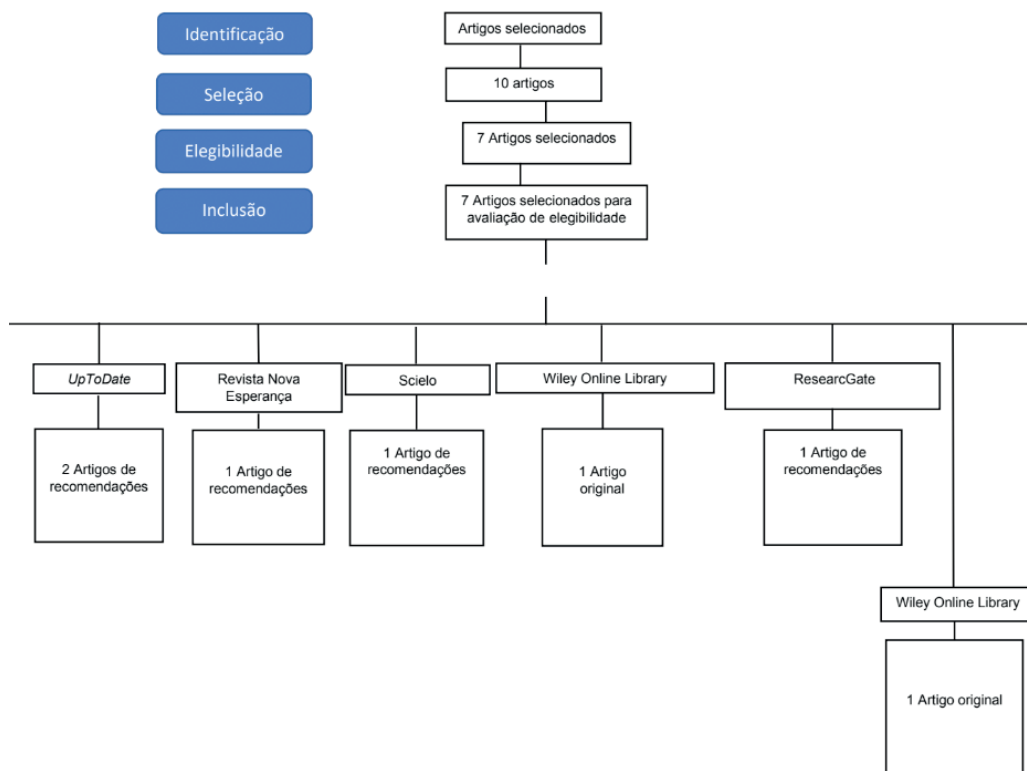 Identificação
Artigos selecionados
Seleção
10 artigos
Elegibilidade
7 Artigos selecionados
Inclusão
7 Artigos selecionados para
avaliação de elegibilidade
UpToDate
2 Artigos de
recomendações
Revista Nova
Esperança
1 Artigo de
recomendações
Scielo
1 Artigo de
recomendações
Wiley Online Library
1 Artigo
original
ResearcGate
1 Artigo de
recomendações
Wiley Online Library
1 Artigo original